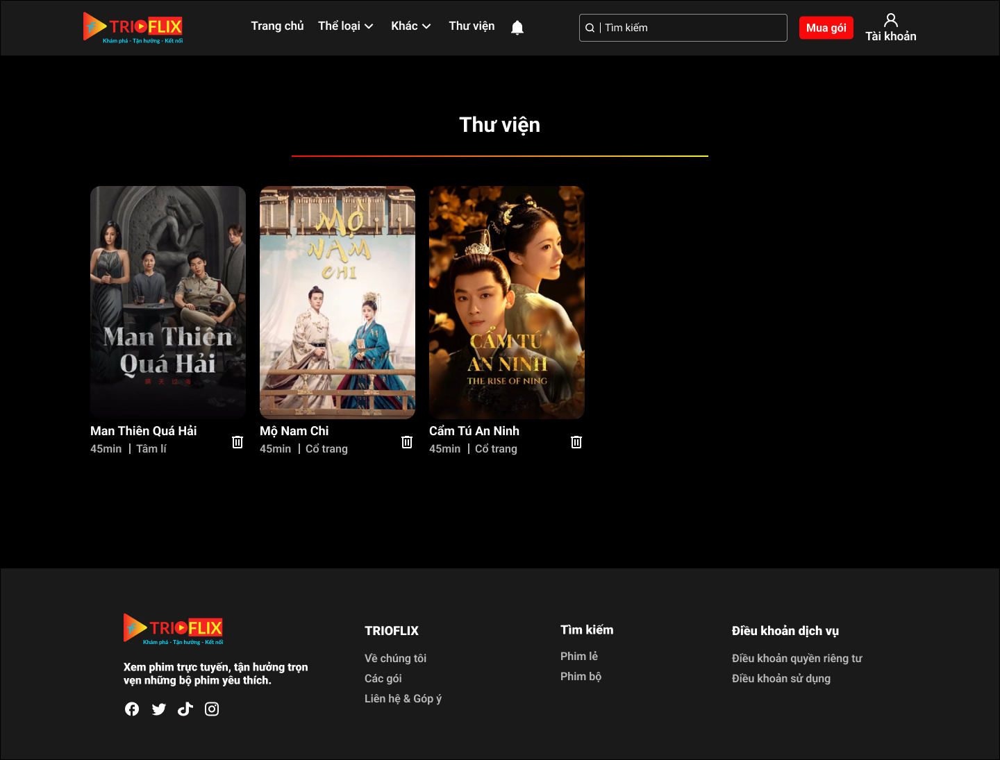 TRIOFLIX
Khám phá - Tận hưởng - Kết nối
Trang chủ
Thể loại
Khác
Thư viện
Tìm kiếm
Mua gói
Tài khoản
Thư viện
Man Thiên
Quá Hải
瞒天过海
MỘ
NAM
CHI
CẨM TÚ
AN NINH
THE RISE OF NING
Man Thiên Quá Hải
45min | Tâm lí
Mộ Nam Chi
45min | Cổ trang
Cẩm Tú An Ninh
45min | Cổ trang
TRIOFLIX
Khám phá - Tận hưởng - Kết nối
Xem phim trực tuyến, tận hưởng trọn
vẹn những bộ phim yêu thích.
TRIOFLIX
Về chúng tôi
Các gói
Liên hệ & Góp ý
Tìm kiếm
Phim lẻ
Phim bộ
Điều khoản dịch vụ
Điều khoản quyền riêng tư
Điều khoản sử dụng